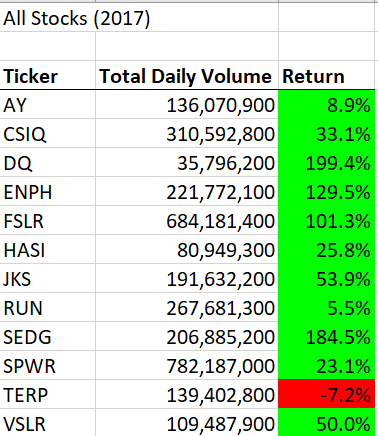 All Stocks (2017)
Ticker Total Daily Volume Return
AY 136,070,900 8.9%
CSIQ 310,592,800 33.1%
DQ 35,796,200 199.4%
ENPH 221,772,100 129.5%
FSLR 684,181,400 101.3%
HASI 80,949,300 25.8%
JKS 191,632,200 53.9%
RUN 267,681,300 5.5%
SEDG 206,885,200 184.5%
SPWR 782,187,000 23.1%
TERP 139,402,800 -7.2%
VSLR 109,487,900 50.0%